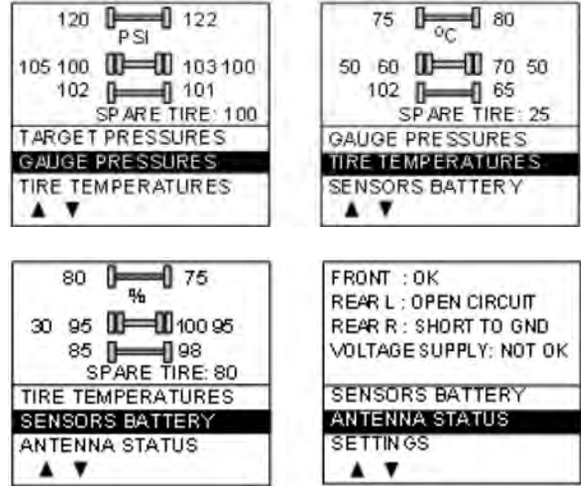 120 122
PSI
105 100 103 100
102 101
SPARE TIRE: 100
TARGET PRESSURES
GAUGE PRESSURES
TIRE TEMPERATURES
75 80
°C
50 60 70 50
102 65
SPARE TIRE: 25
GAUGE PRESSURES
TIRE TEMPERATURES
SENSORS BATTERY
80 75
%
30 95 100 95
85 98
SPARE TIRE: 80
TIRE TEMPERATURES
SENSORS BATTERY
ANTENNA STATUS
FRONT : OK
REAR L : OPEN CIRCUIT
REAR R : SHORT TO GND
VOLTAGE SUPPLY: NOT OK
SENSORS BATTERY
ANTENNA STATUS
SETTINGS